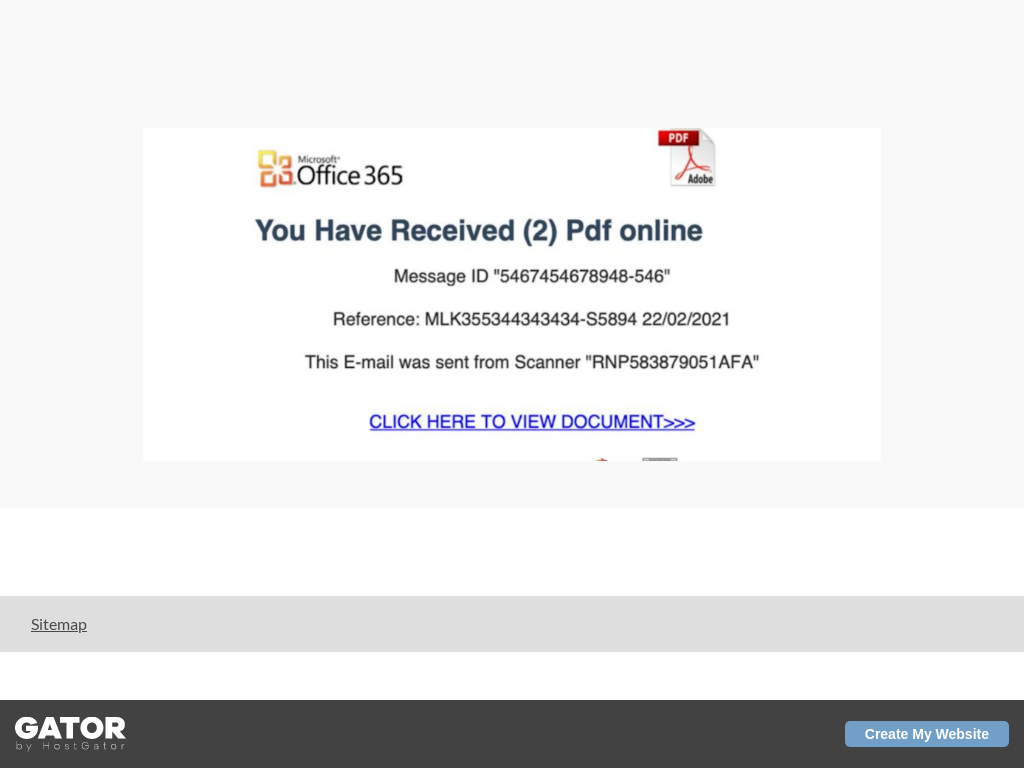 Microsoft®
Office 365
PDF
Adobe
You Have Received (2) Pdf online
Message ID "5467454678948-546"
Reference: MLK355344343434-S5894 22/02/2021
This E-mail was sent from Scanner "RNP583879051AFA"
CLICK HERE TO VIEW DOCUMENT>>>
Sitemap
GATOR
by HostGator
Create My Website